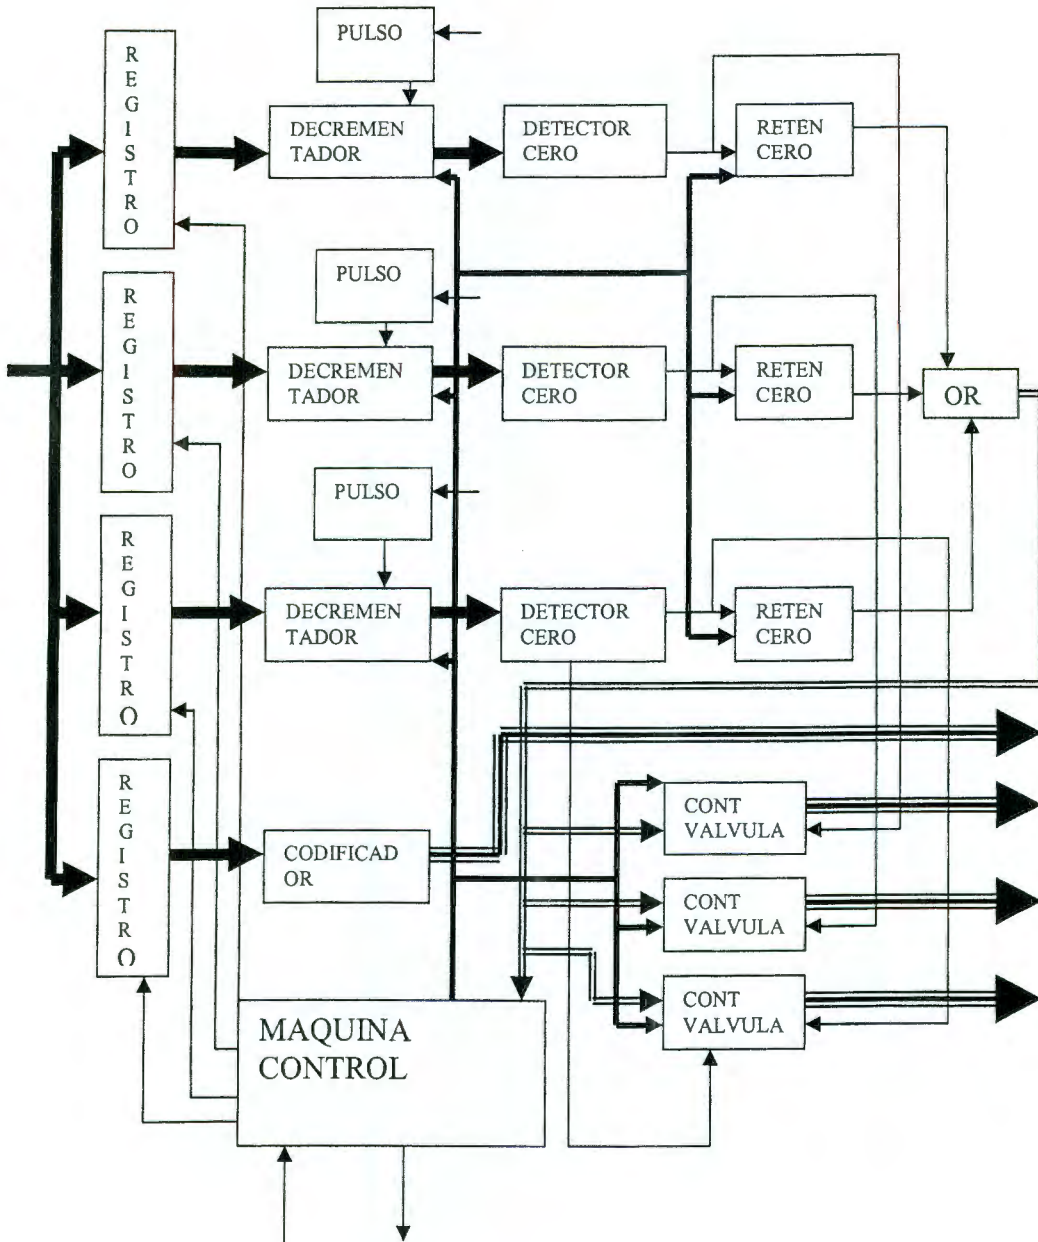 PULSO
R
E
G
I
S
T
R
O
DECREMEN
TADOR
DETECTOR
CERO
RETEN
CERO
PULSO
R
E
G
I
S
T
R
O
DECREMEN
TADOR
DETECTOR
CERO
RETEN
CERO
OR
PULSO
R
E
G
I
S
T
R
O
DECREMEN
TADOR
DETECTOR
CERO
RETEN
CERO
R
E
G
I
S
T
R
O
CODIFICAD
OR
CONT
VALVULA
CONT
VALVULA
CONT
VALVULA
MAQUINA
CONTROL